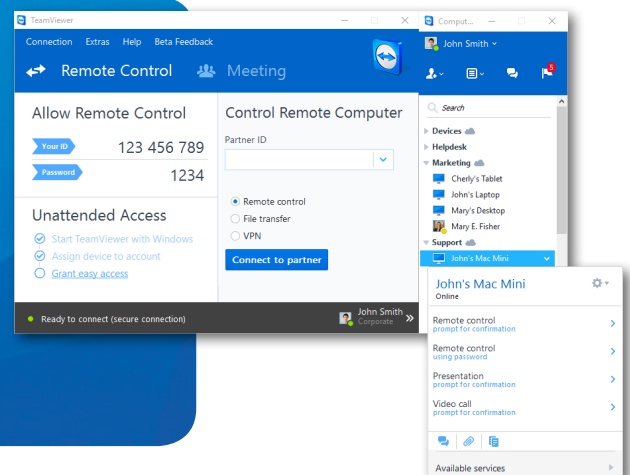 TeamViewer
Connection Extras Help Beta Feedback
Remote Control
Meeting
Allow Remote Control
Your ID 123 456 789
Password 1234
Unattended Access
Start TeamViewer with Windows
Assign device to account
Grant easy access
Control Remote Computer
Partner ID
Remote control
File transfer
VPN
Connect to partner
Ready to connect (secure connection)
John Smith
Corporate
Comput...
John Smith
5
Search
Devices
Helpdesk
Marketing
Cherly's Tablet
John's Laptop
Mary's Desktop
Mary E. Fisher
Support
John's Mac Mini
John's Mac Mini
Online
Remote control
prompt for confirmation
Remote control
using password
Presentation
prompt for confirmation
Video call
prompt for confirmation
Available services